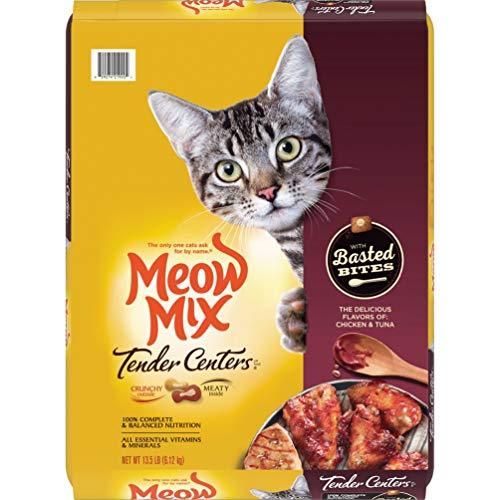 The only one cats ask
for by name.®
Meow
Mix
Tender Centers
CRUNCHY
outside
MEATY
inside
100% COMPLETE
& BALANCED NUTRITION
ALL ESSENTIAL VITAMINS
& MINERALS
NET WT 13.5 LB (6.12 kg)
WITH
Basted
BITES
THE DELICIOUS
FLAVORS OF:
CHICKEN & TUNA
Tender Centers